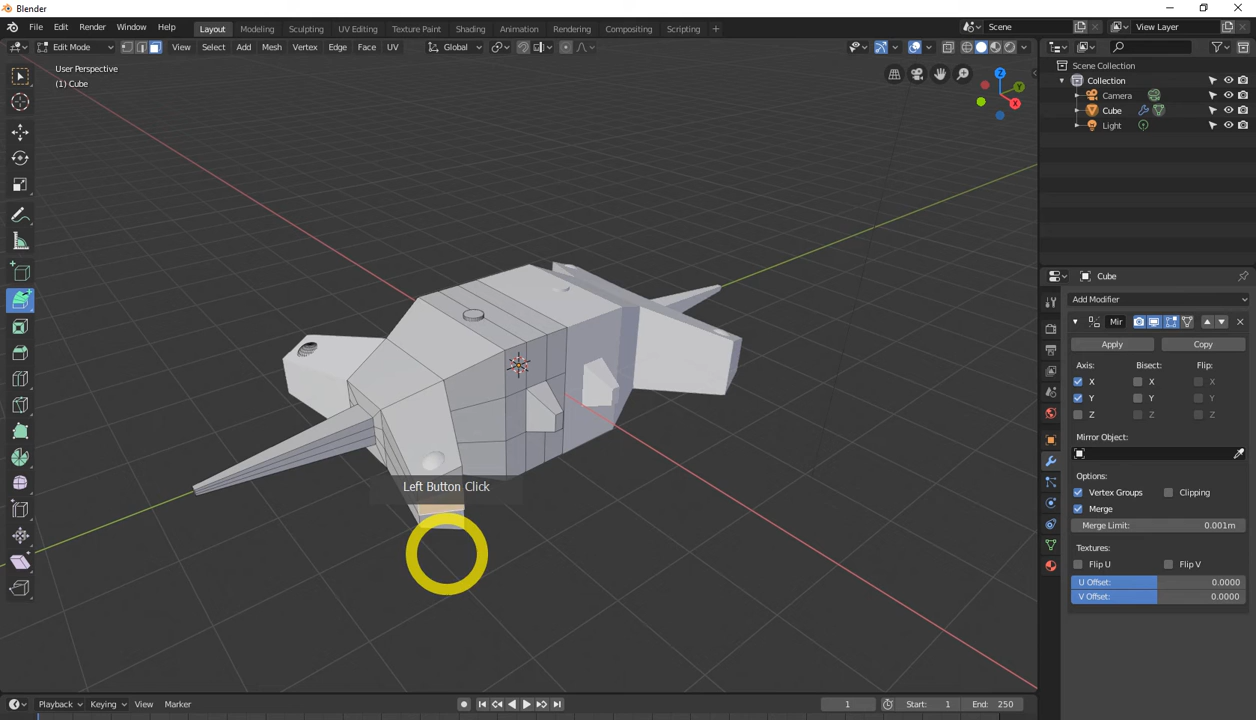 Blender
File Edit Render Window Help Layout Modeling Sculpting UV Editing Texture Paint Shading Animation Rendering Compositing Scripting Scene View Layer
Edit Mode View Select Add Mesh Vertex Edge Face UV Global
User Perspective
(1) Cube
Z
Y
X
Scene Collection
Collection
Camera
Cube
Light
Cube
Add Modifier
Mir
Apply Copy
Axis: Bisect: Flip:
X X X
Y Y Y
Z Z Z
Mirror Object:
Options:
Vertex Groups Clipping
Merge
Merge Limit: 0.001m
Textures:
Flip U Flip V
U Offset: 0.0000
V Offset: 0.0000
Left Button Click
Playback Keying View Marker 1 Start: 1 End: 250